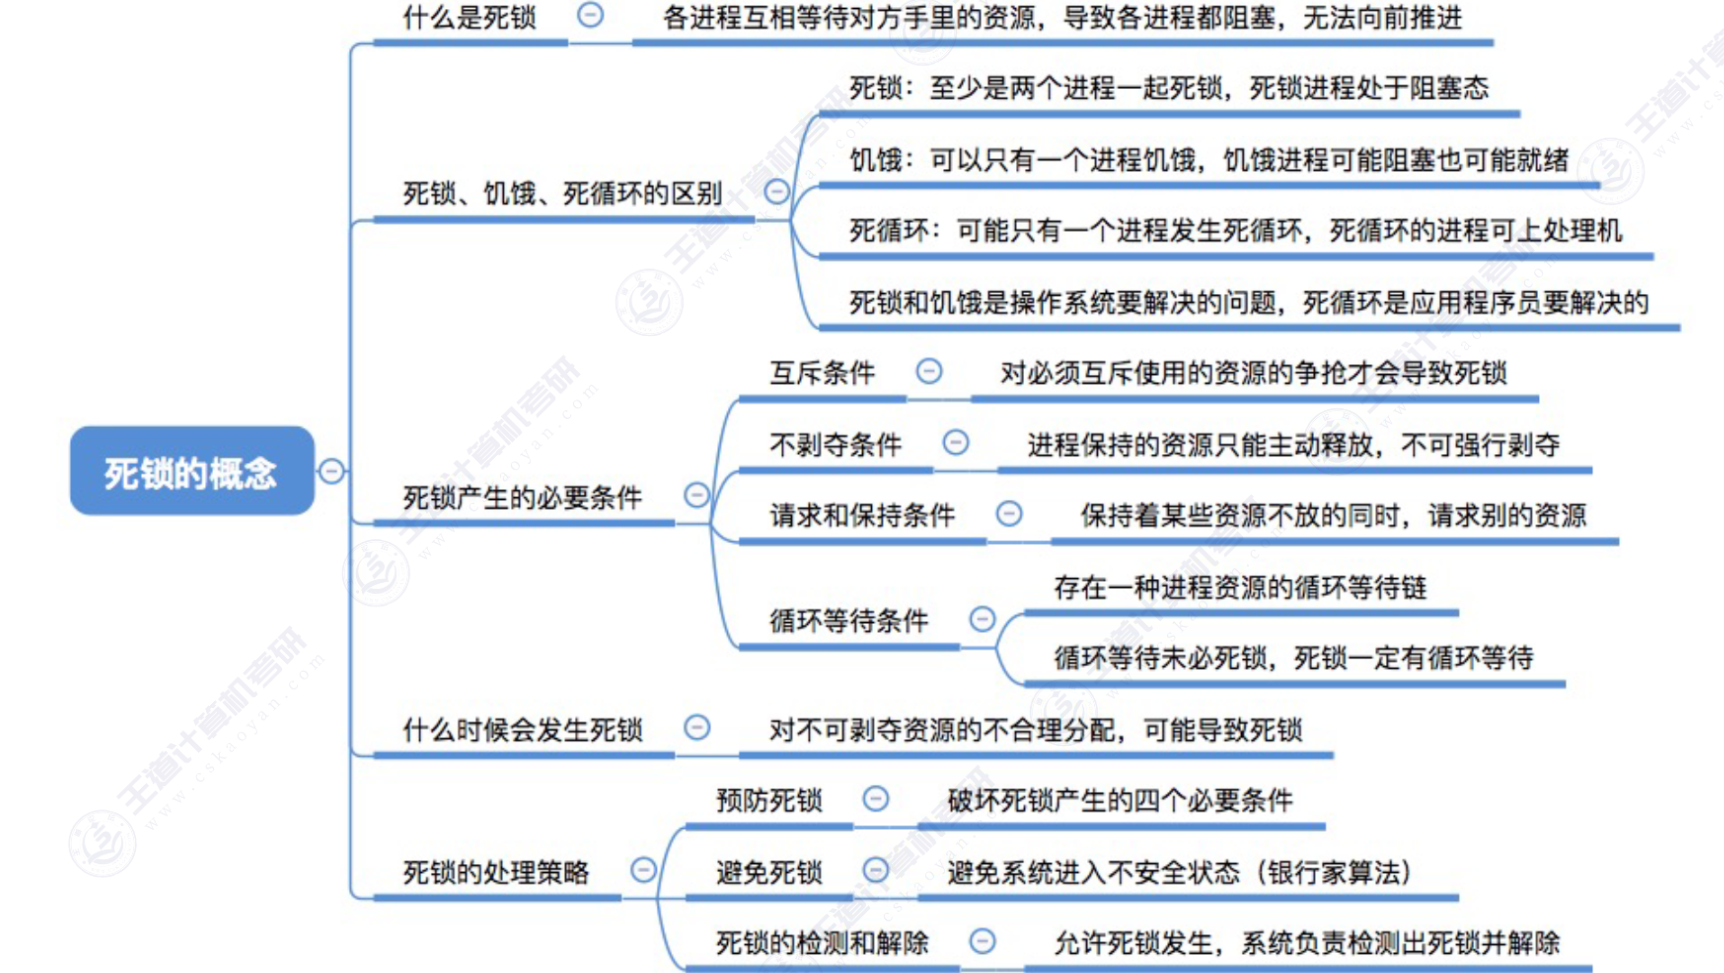 什么是死锁
各进程互相等待对方手里的资源，导致各进程都阻塞，无法向前推进
死锁、饥饿、死循环的区别
死锁：至少是两个进程一起死锁，死锁进程处于阻塞态
饥饿：可以只有一个进程饥饿，饥饿进程可能阻塞也可能就绪
死循环：可能只有一个进程发生死循环，死循环的进程可上处理机
死锁和饥饿是操作系统要解决的问题，死循环是应用程序员要解决的
死锁的概念
死锁产生的必要条件
互斥条件
对必须互斥使用的资源的争抢才会导致死锁
不剥夺条件
进程保持的资源只能主动释放，不可强行剥夺
请求和保持条件
保持着某些资源不放的同时，请求别的资源
循环等待条件
存在一种进程资源的循环等待链
循环等待未必死锁，死锁一定有循环等待
什么时候会发生死锁
对不可剥夺资源的不合理分配，可能导致死锁
死锁的处理策略
预防死锁
破坏死锁产生的四个必要条件
避免死锁
避免系统进入不安全状态（银行家算法）
死锁的检测和解除
允许死锁发生，系统负责检测出死锁并解除
王道计算机考研
www.cskaoyan.com